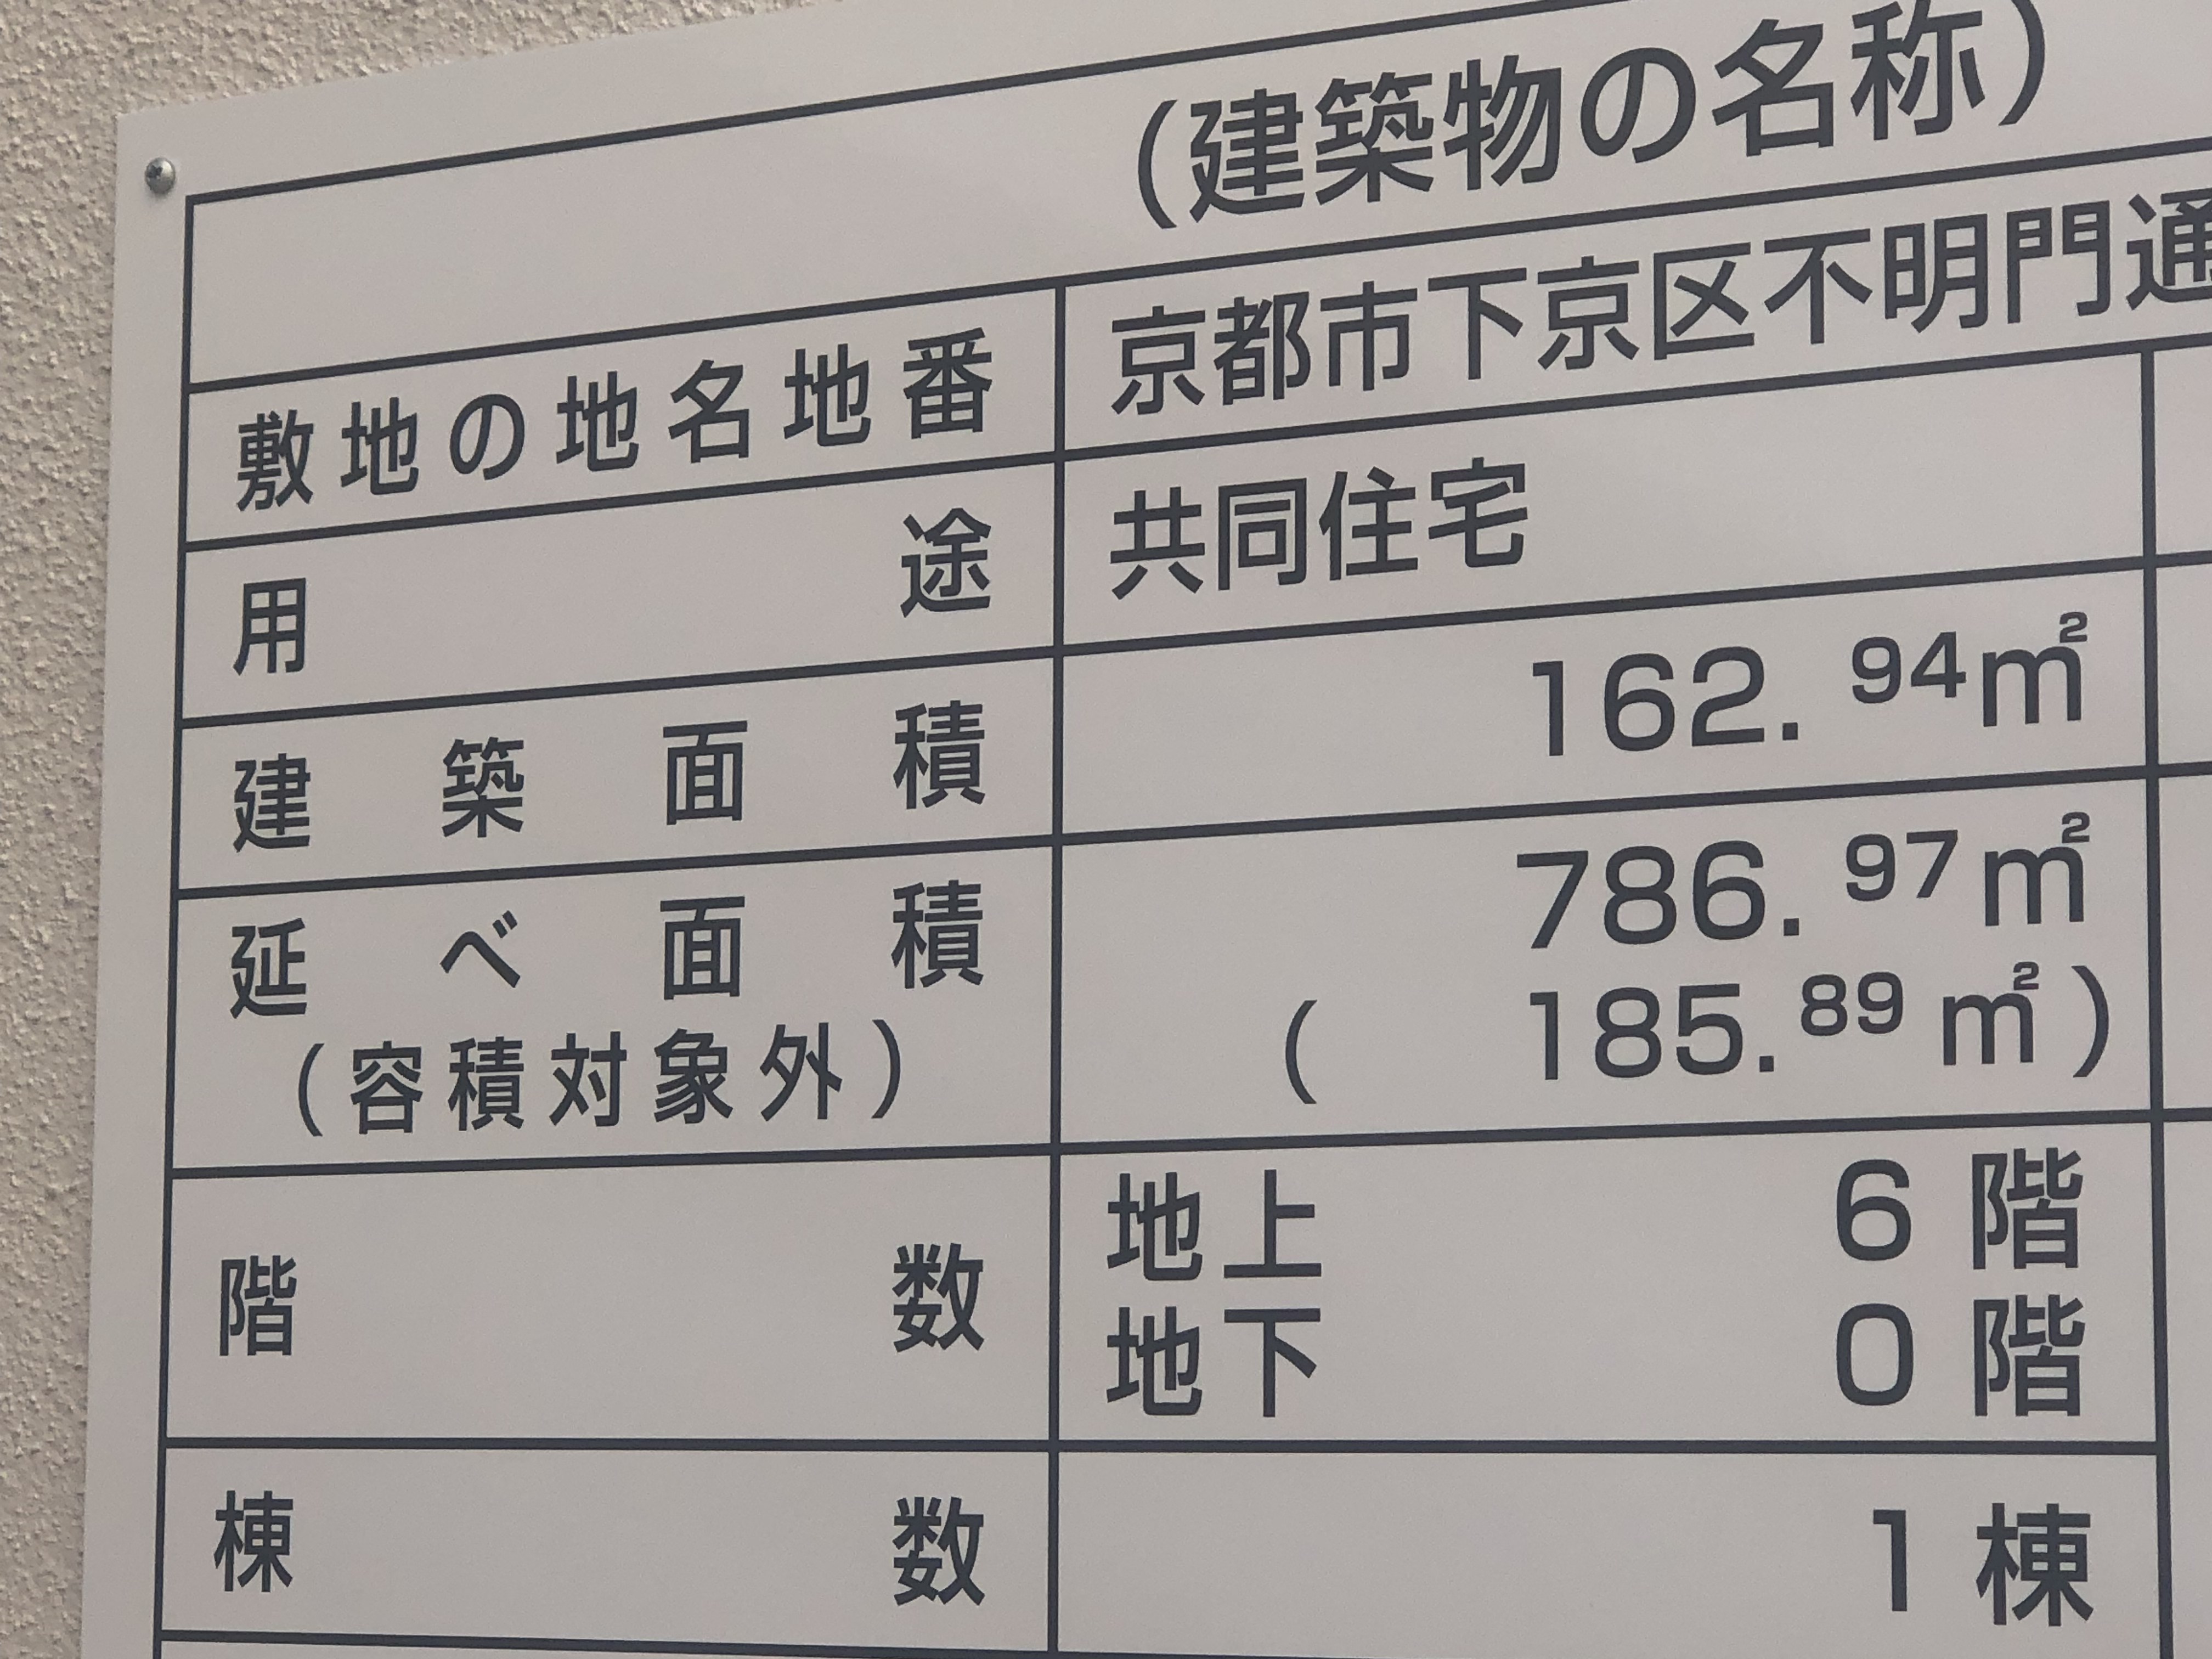 (建築物の名称)
敷地の地名地番 京都市下京区不明門通
用途 共同住宅
建築面積 162.94m²
延べ面積 786.97m²
(容積対象外) (185.89m²)
階数 地上 6階
地下 0階
棟数 1棟